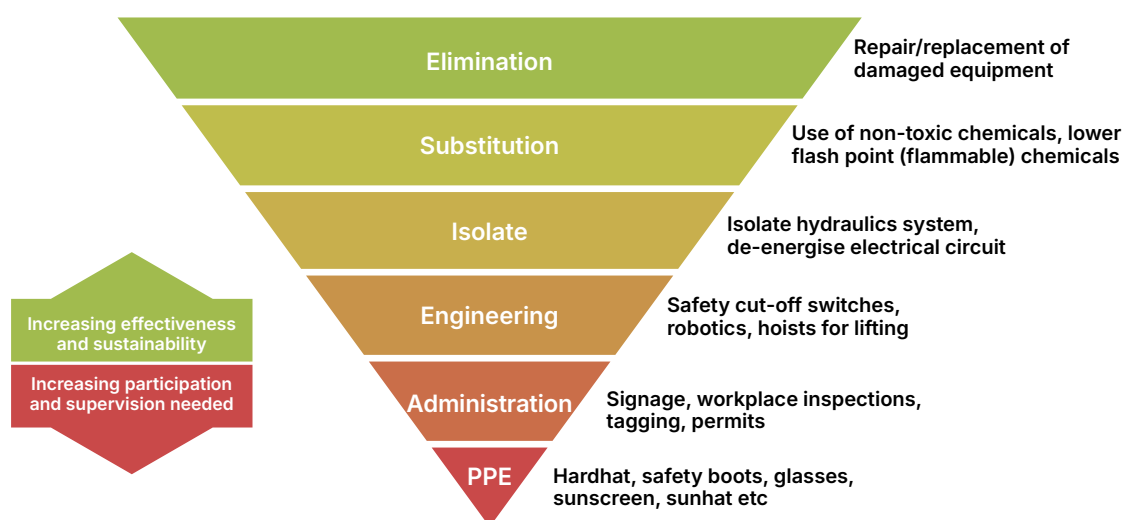 Elimination
Repair/replacement of
damaged equipment
Substitution
Use of non-toxic chemicals, lower
flash point (flammable) chemicals
Isolate
Isolate hydraulics system,
de-energise electrical circuit
Engineering
Safety cut-off switches,
robotics, hoists for lifting
Administration
Signage, workplace inspections,
tagging, permits
PPE
Hardhat, safety boots, glasses,
sunscreen, sunhat etc
Increasing effectiveness
and sustainability
Increasing participation
and supervision needed